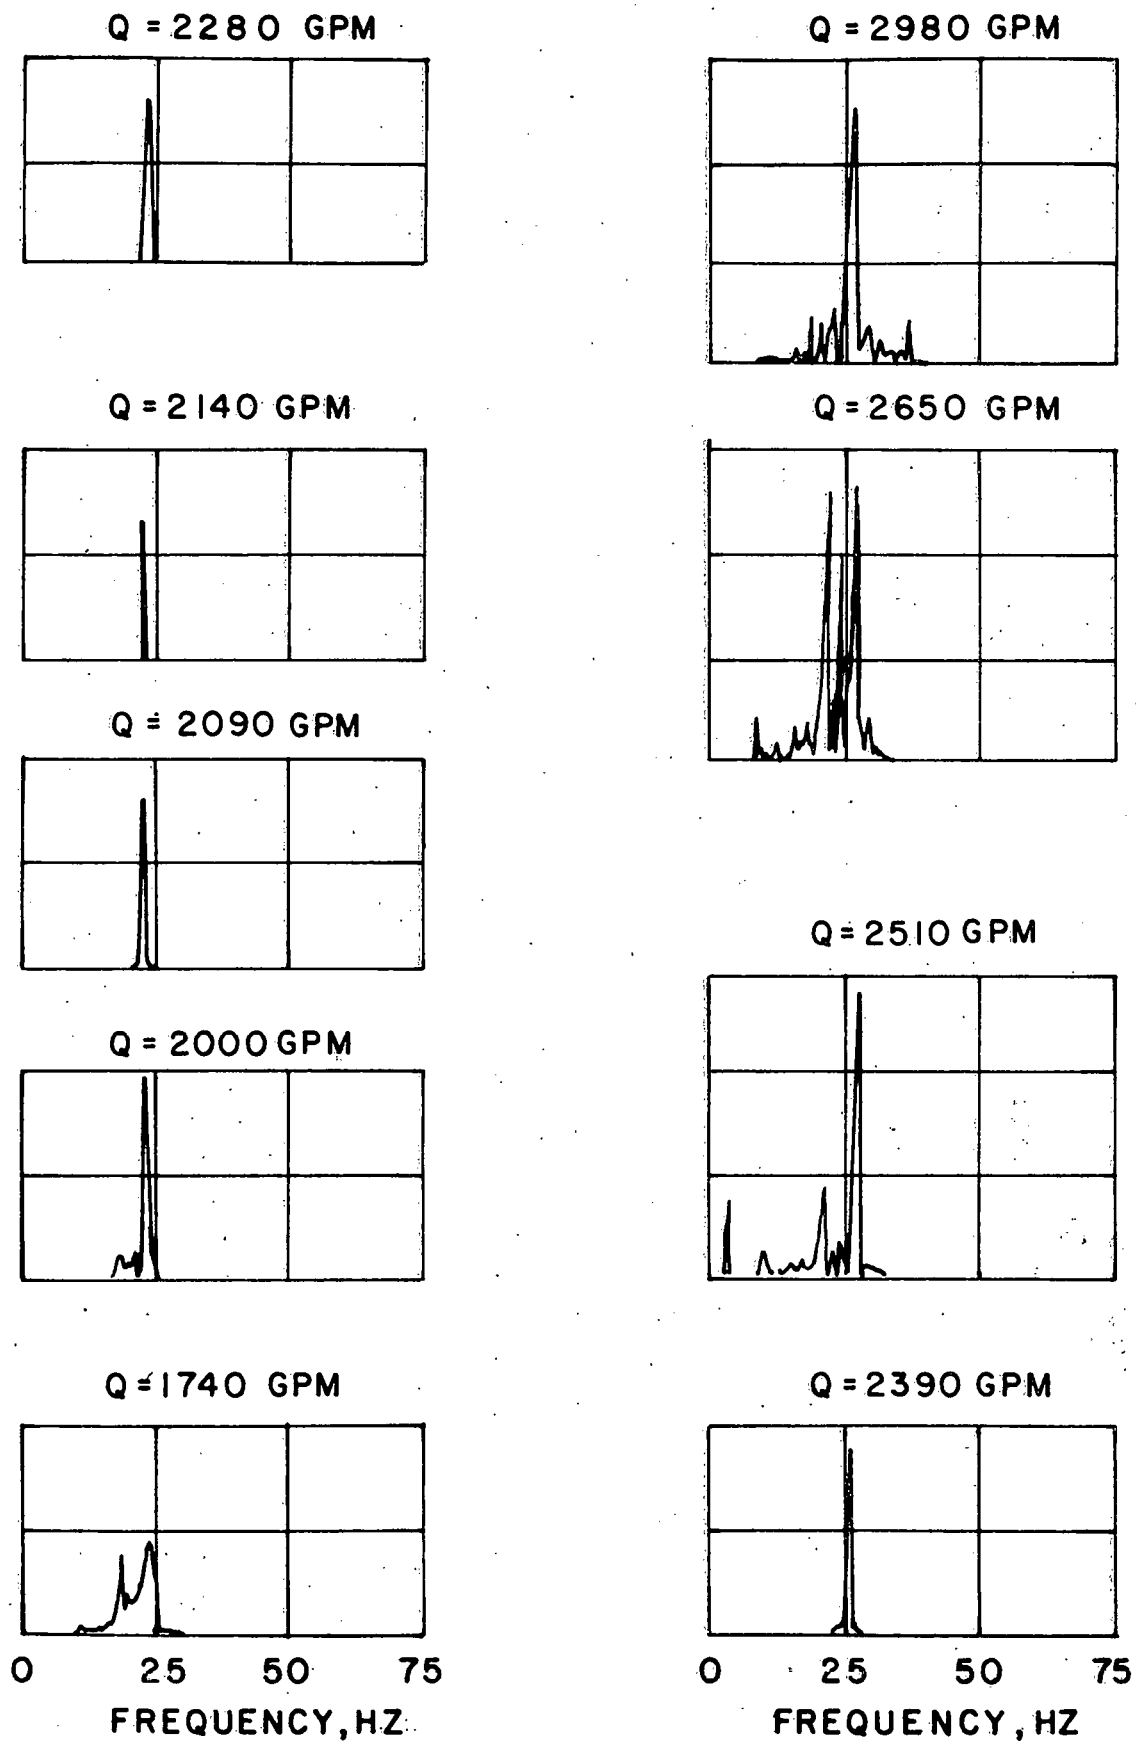 Q = 2280 GPM
Q = 2140 GPM
Q = 2090 GPM
Q = 2000 GPM
Q = 1740 GPM
0 25 50 75
FREQUENCY, HZ
Q = 2980 GPM
Q = 2650 GPM
Q = 2510 GPM
Q = 2390 GPM
0 25 50 75
FREQUENCY, HZ